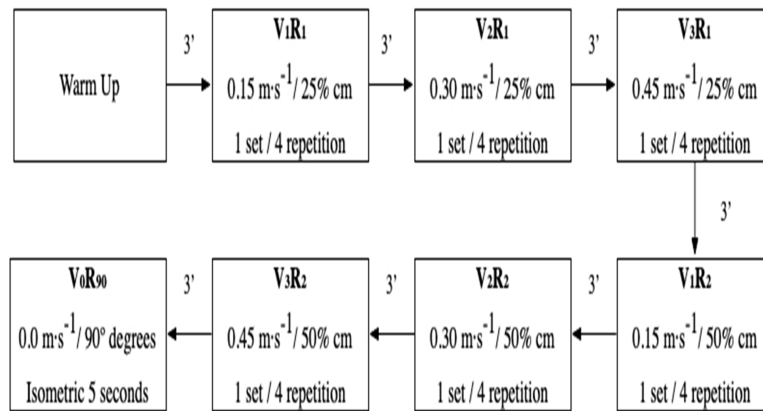 Warm Up
3'
V₁R₁
0.15 m·s⁻¹/ 25% cm
1 set / 4 repetition
3'
V₂R₁
0.30 m·s⁻¹/ 25% cm
1 set / 4 repetition
3'
V₃R₁
0.45 m·s⁻¹/ 25% cm
1 set / 4 repetition
3'
V₁R₂
0.15 m·s⁻¹/ 50% cm
1 set / 4 repetition
3'
V₂R₂
0.30 m·s⁻¹/ 50% cm
1 set / 4 repetition
3'
V₃R₂
0.45 m·s⁻¹/ 50% cm
1 set / 4 repetition
3'
V₀R₉₀
0.0 m·s⁻¹/ 90º degrees
Isometric 5 seconds